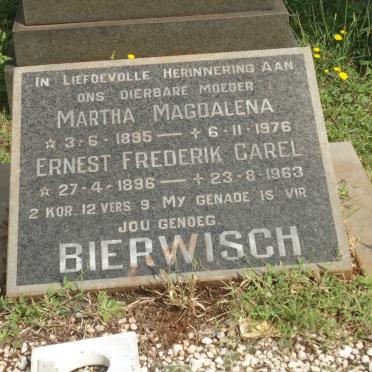 In Liefdevolle Herinnering Aan
ons dierbare moeder
Martha Magdalena
☆ 3-6-1895 — + 6-11-1976
Ernest Frederik Carel
☆ 27-4-1896 — + 23-8-1963
2 Kor. 12 vers 9. My genade is vir
jou genoeg.
BIERWISCH